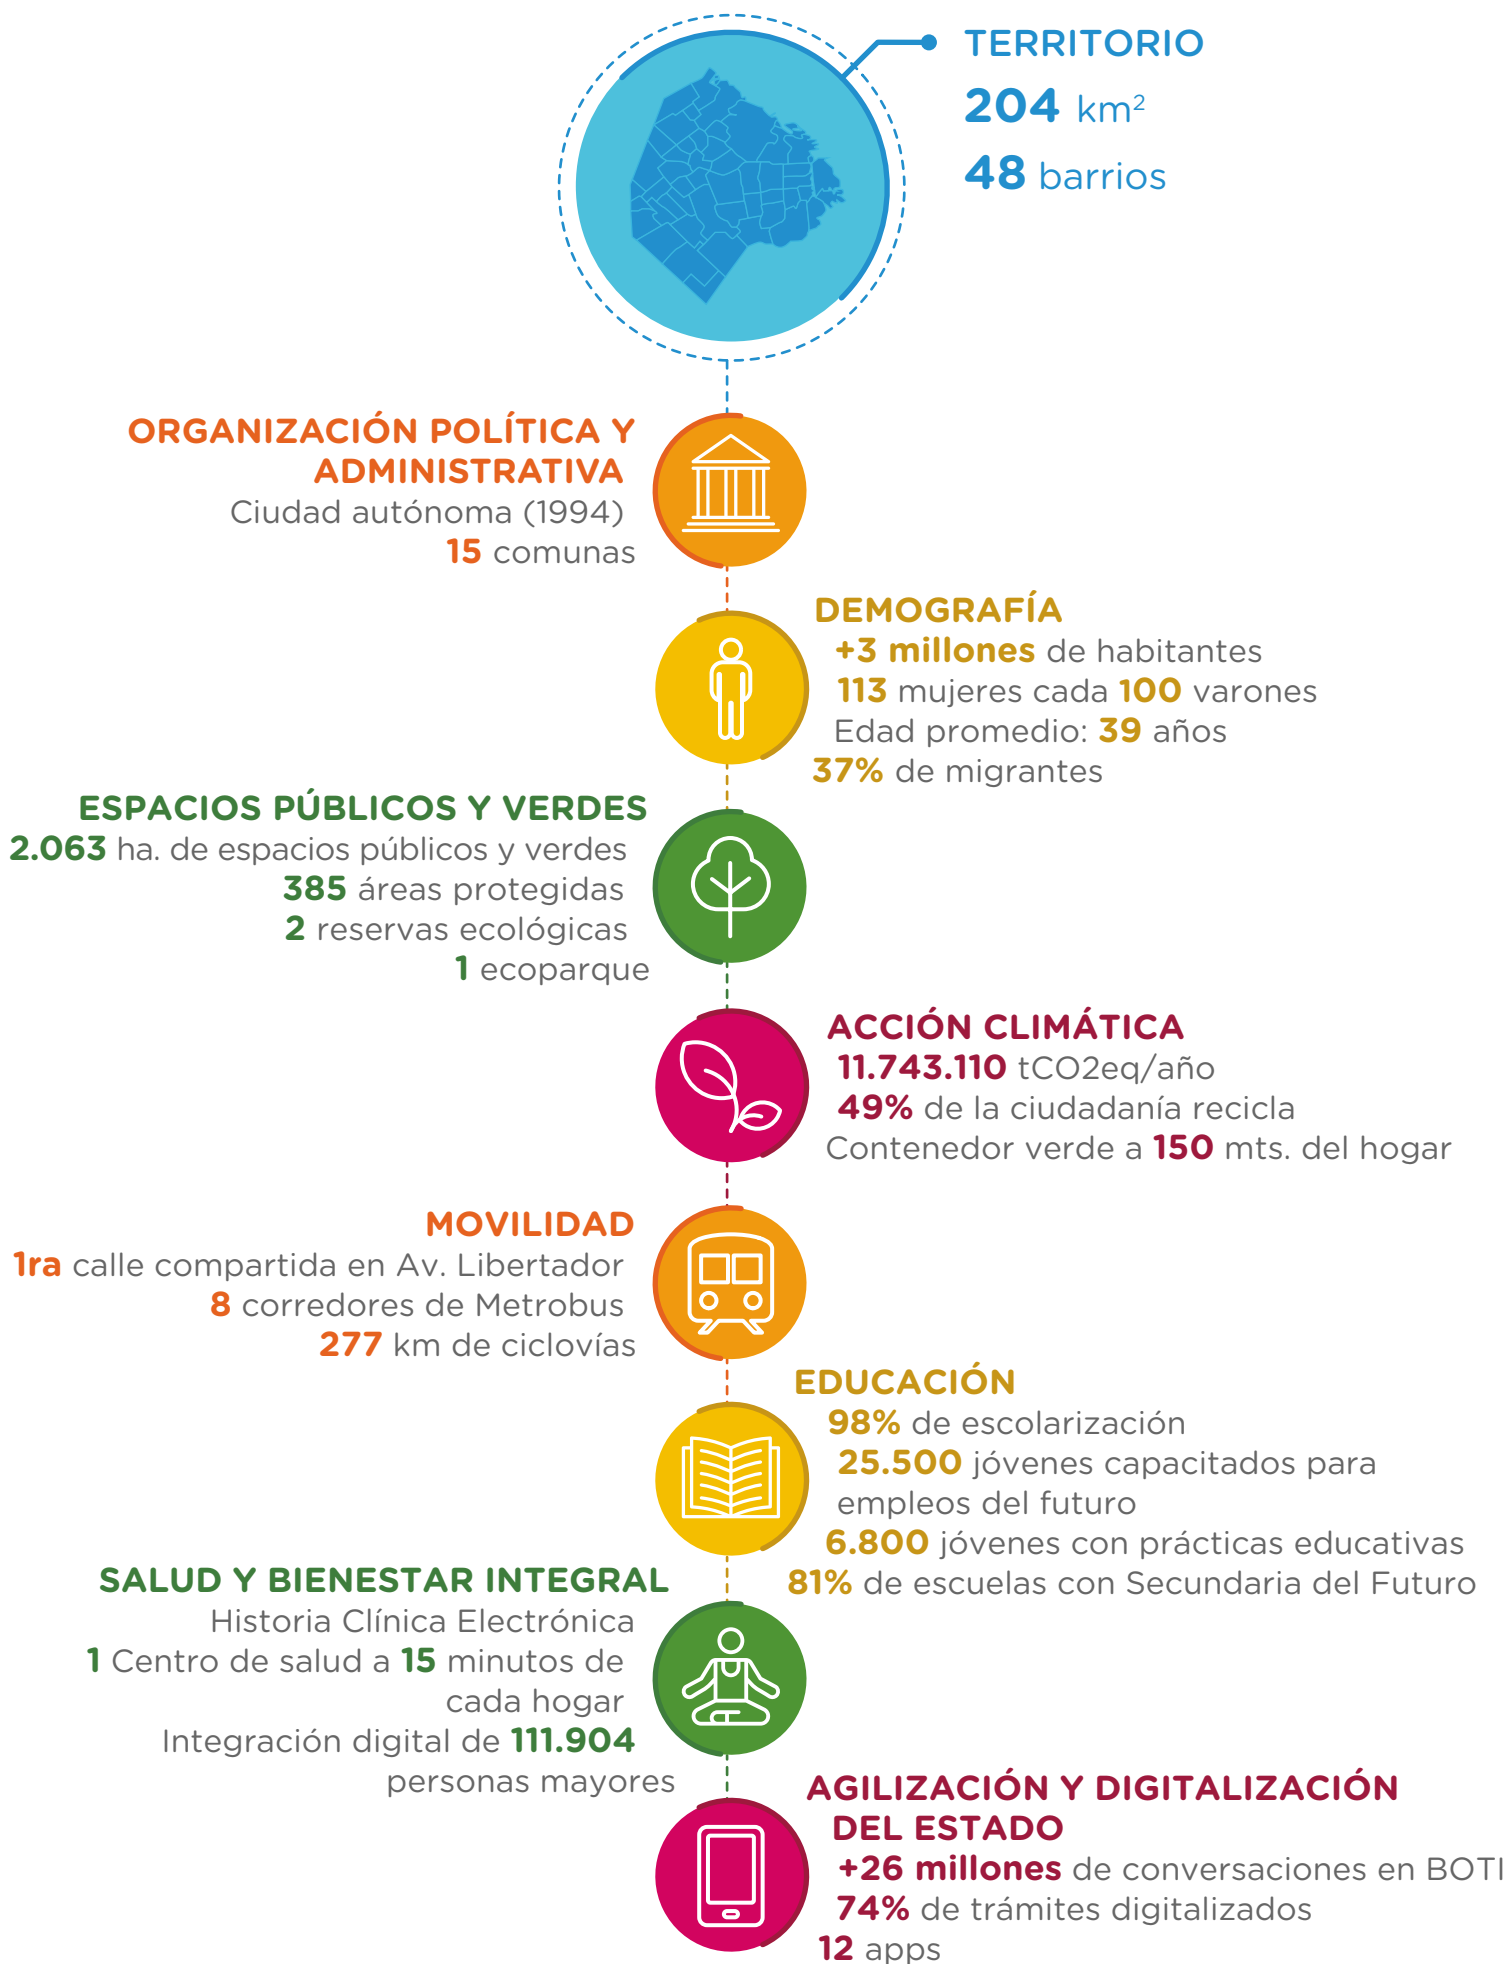 TERRITORIO
204 km²
48 barrios
ORGANIZACIÓN POLÍTICA Y
ADMINISTRATIVA
Ciudad autónoma (1994)
15 comunas
DEMOGRAFÍA
+3 millones de habitantes
113 mujeres cada 100 varones
Edad promedio: 39 años
37% de migrantes
ESPACIOS PÚBLICOS Y VERDES
2.063 ha. de espacios públicos y verdes
385 áreas protegidas
2 reservas ecológicas
1 ecoparque
ACCIÓN CLIMÁTICA
11.743.110 tCO2eq/año
49% de la ciudadanía recicla
Contenedor verde a 150 mts. del hogar
MOVILIDAD
1ra calle compartida en Av. Libertador
8 corredores de Metrobus
277 km de ciclovías
EDUCACIÓN
98% de escolarización
25.500 jóvenes capacitados para
empleos del futuro
6.800 jóvenes con prácticas educativas
81% de escuelas con Secundaria del Futuro
SALUD Y BIENESTAR INTEGRAL
Historia Clínica Electrónica
1 Centro de salud a 15 minutos de
cada hogar
Integración digital de 111.904
personas mayores
AGILIZACIÓN Y DIGITALIZACIÓN
DEL ESTADO
+26 millones de conversaciones en BOTI
74% de trámites digitalizados
12 apps